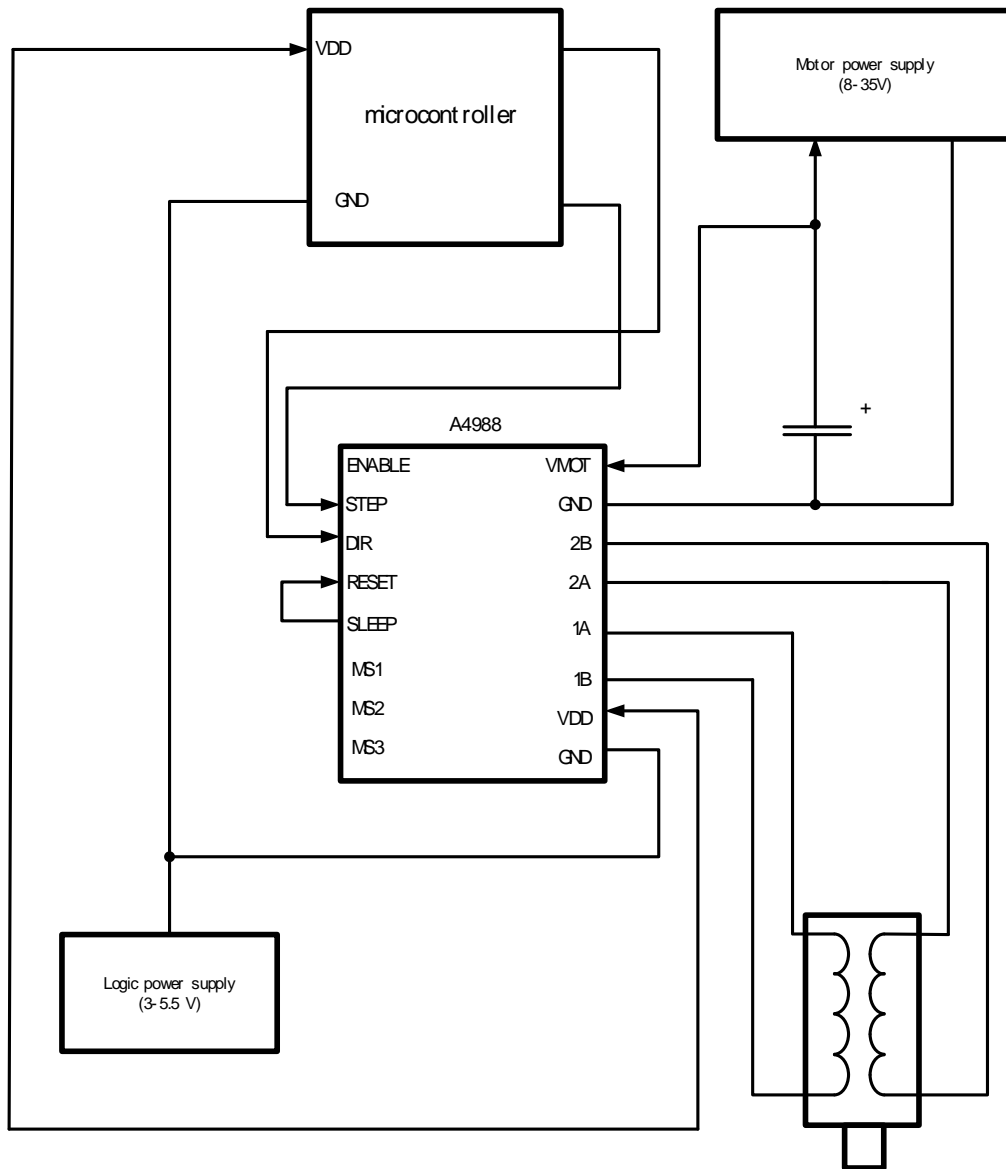 VDD
microcontroller
GND
Motor power supply
(8-35V)
+
A4988
ENABLE
STEP
DIR
RESET
SLEEP
MS1
MS2
MS3
VMOT
GND
2B
2A
1A
1B
VDD
GND
Logic power supply
(3-5.5 V)